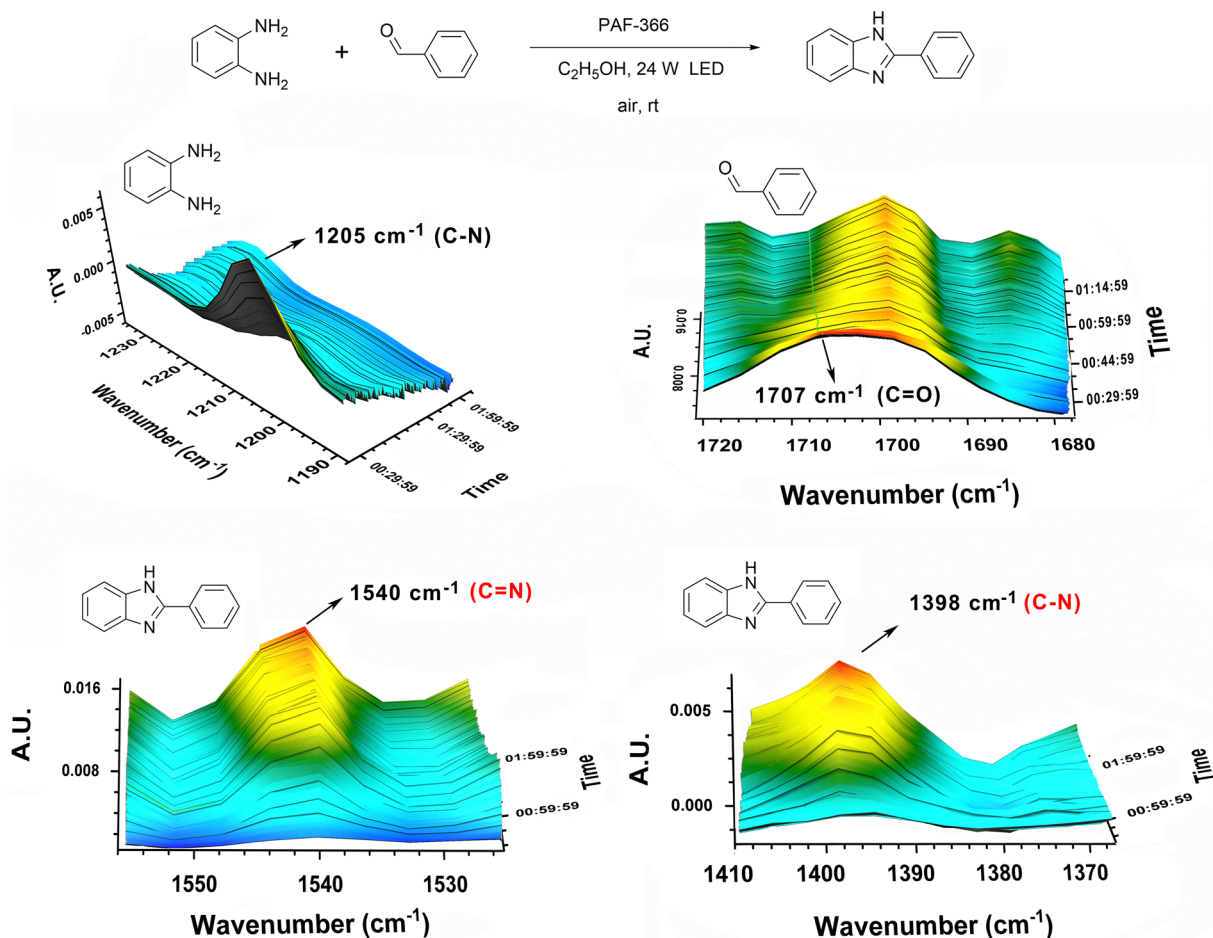 NH₂
NH₂
+
O
PAF-366
C₂H₅OH, 24 W LED
air, rt
H
N
N
NH₂
NH₂
1205 cm⁻¹ (C-N)
0.005
0.000
-0.005
A.U.
1230
1220
1210
1200
1190
Wavenumber (cm⁻¹)
00:29:59
01:29:59
01:59:59
Time
O
1707 cm⁻¹ (C=O)
A.U.
0.016
0.008
1720
1710
1700
1690
1680
Wavenumber (cm⁻¹)
01:14:59
00:59:59
00:44:59
00:29:59
Time
H
N
N
1540 cm⁻¹ (C=N)
A.U.
0.016
0.008
1550
1540
1530
Wavenumber (cm⁻¹)
01:59:59
00:59:59
Time
H
N
N
1398 cm⁻¹ (C-N)
A.U.
0.005
0.000
1410
1400
1390
1380
1370
Wavenumber (cm⁻¹)
01:59:59
00:59:59
Time